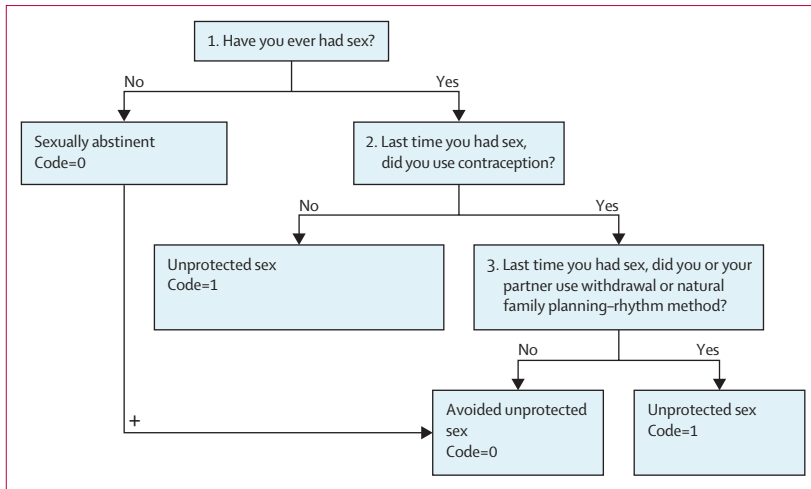 1. Have you ever had sex?
No
Yes
Sexually abstinent
Code=0
2. Last time you had sex,
did you use contraception?
No
Yes
Unprotected sex
Code=1
3. Last time you had sex, did you or your
partner use withdrawal or natural
family planning–rhythm method?
No
Yes
+
Avoided unprotected
sex
Code=0
Unprotected sex
Code=1